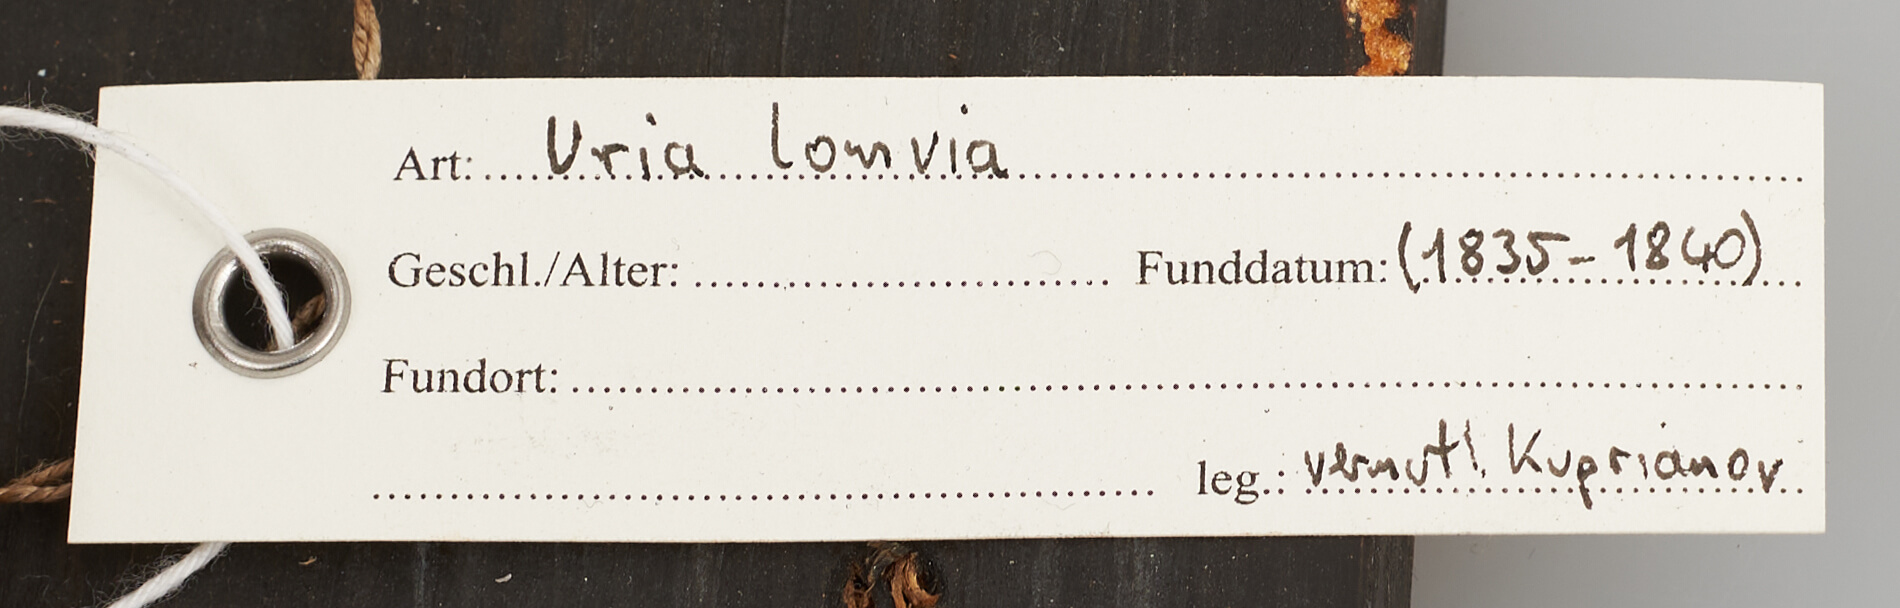 Art: Uria lomvia
Geschl./Alter: Funddatum: (1835-1840)
Fundort:
leg.: vermutl. Kuprianov